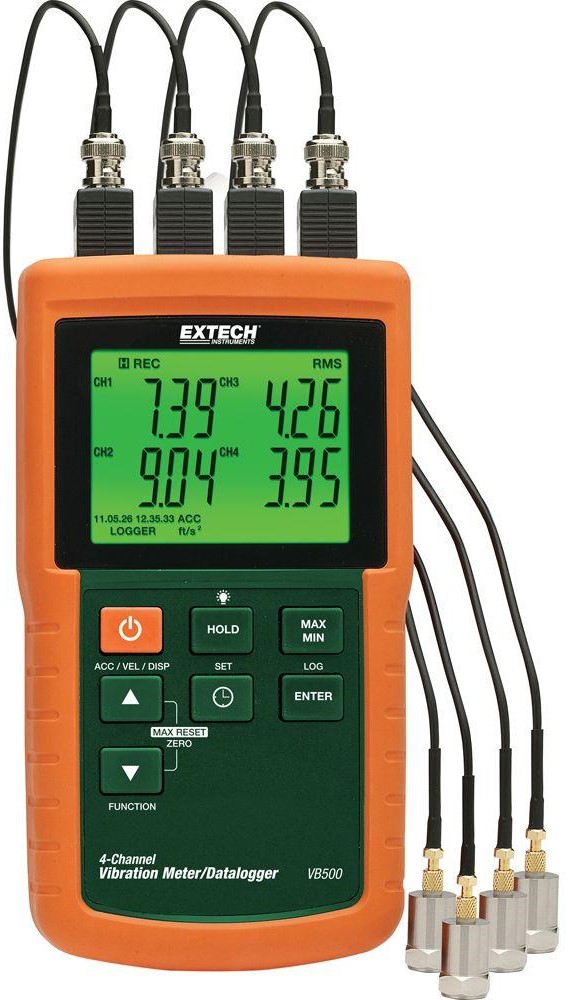 EXTECH
INSTRUMENTS
H REC RMS
CH1 7.39 CH3 4.26
CH2 9.04 CH4 3.95
11.05.26 12.35.33 ACC
LOGGER ft/s²
HOLD
MAX
MIN
ACC / VEL / DISP SET LOG
ENTER
MAX RESET
ZERO
FUNCTION
4-Channel
Vibration Meter/Datalogger VB500